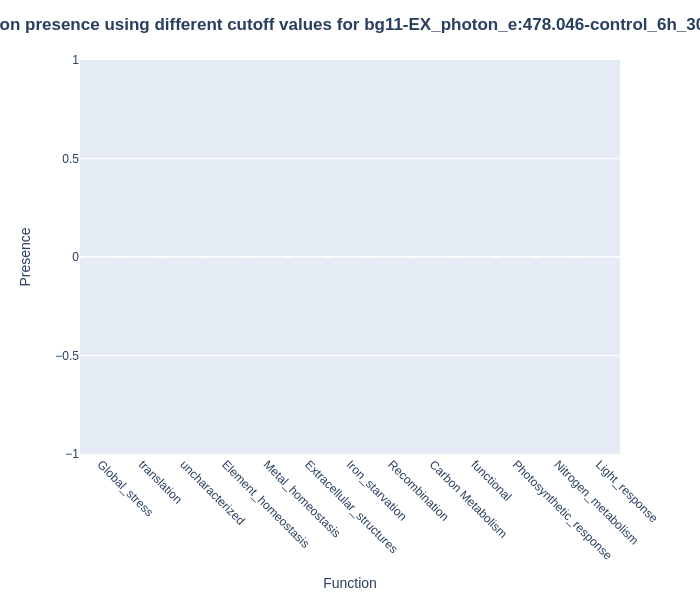 on presence using different cutoff values for bg11-EX_photon_e:478.046-control_6h_30
1
0.5
0
−0.5
−1
Presence
Global_stress
translation
uncharacterized
Element_homeostasis
Metal_homeostasis
Extracellular_structures
Iron_starvation
Recombination
Carbon Metabolism
functional
Photosynthetic_response
Nitrogen_metabolism
Light_response
Function